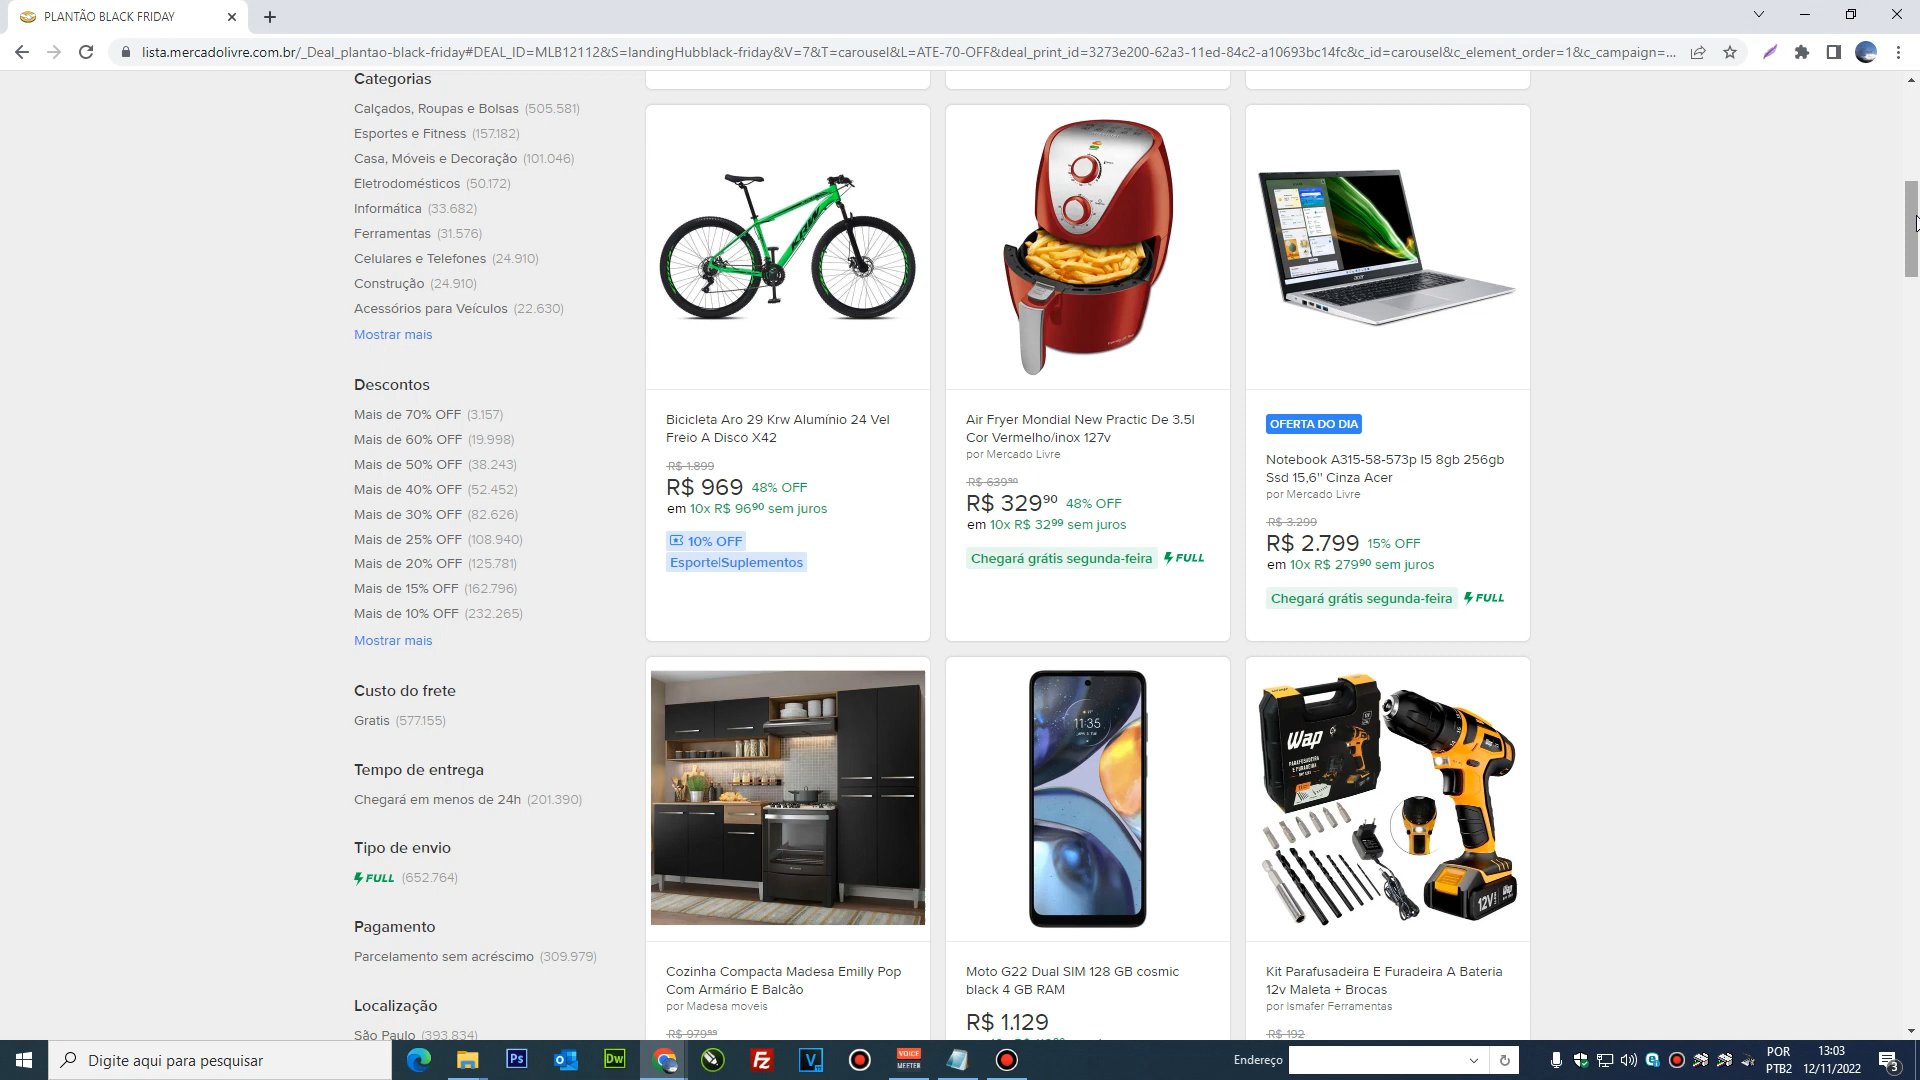 PLANTÃO BLACK FRIDAY
lista.mercadolivre.com.br/_Deal_plantao-black-friday#DEAL_ID=MLB12112&S=landingHubblack-friday&V=7&T=carousel&L=ATE-70-OFF&deal_print_id=3273e200-62a3-11ed-84c2-a10693bc14fc&c_id=carousel&c_element_order=1&c_campaign=...
Categorias
Calçados, Roupas e Bolsas (505.581)
Esportes e Fitness (157.182)
Casa, Móveis e Decoração (101.046)
Eletrodomésticos (50.172)
Informática (33.682)
Ferramentas (31.576)
Celulares e Telefones (24.910)
Construção (24.910)
Acessórios para Veículos (22.630)
Mostrar mais
Descontos
Mais de 70% OFF (3.157)
Mais de 60% OFF (19.998)
Mais de 50% OFF (38.243)
Mais de 40% OFF (52.452)
Mais de 30% OFF (82.626)
Mais de 25% OFF (108.940)
Mais de 20% OFF (125.781)
Mais de 15% OFF (162.796)
Mais de 10% OFF (232.265)
Mostrar mais
Custo do frete
Gratis (577.155)
Tempo de entrega
Chegará em menos de 24h (201.390)
Tipo de envio
FULL (652.764)
Pagamento
Parcelamento sem acréscimo (309.979)
Localização
São Paulo (393.834)
KRW
Bicicleta Aro 29 Krw Alumínio 24 Vel
Freio A Disco X42
R$ 1.899
R$ 969 48% OFF
em 10x R$ 96⁹⁰ sem juros
10% OFF
Esporte|Suplementos
Air Fryer Mondial New Practic De 3.5l
Cor Vermelho/inox 127v
por Mercado Livre
R$ 639⁹⁰
R$ 329⁹⁰ 48% OFF
em 10x R$ 32⁹⁹ sem juros
Chegará grátis segunda-feira FULL
acer
OFERTA DO DIA
Notebook A315-58-573p I5 8gb 256gb
Ssd 15,6'' Cinza Acer
por Mercado Livre
R$ 3.299
R$ 2.799 15% OFF
em 10x R$ 279⁹⁰ sem juros
Chegará grátis segunda-feira FULL
Cozinha Compacta Madesa Emilly Pop
Com Armário E Balcão
por Madesa moveis
R$ 979⁹⁹
11:35
Moto G22 Dual SIM 128 GB cosmic
black 4 GB RAM
R$ 1.129
Wap
PARAFUSADEIRA
E FURADEIRA
Wap
12V
Kit Parafusadeira E Furadeira A Bateria
12v Maleta + Brocas
por Ismafer Ferramentas
R$ 192
Digite aqui para pesquisar
Ps
Dw
Fz
V
VOICE
MEETER
Endereço
POR
PTB2
13:03
12/11/2022
3